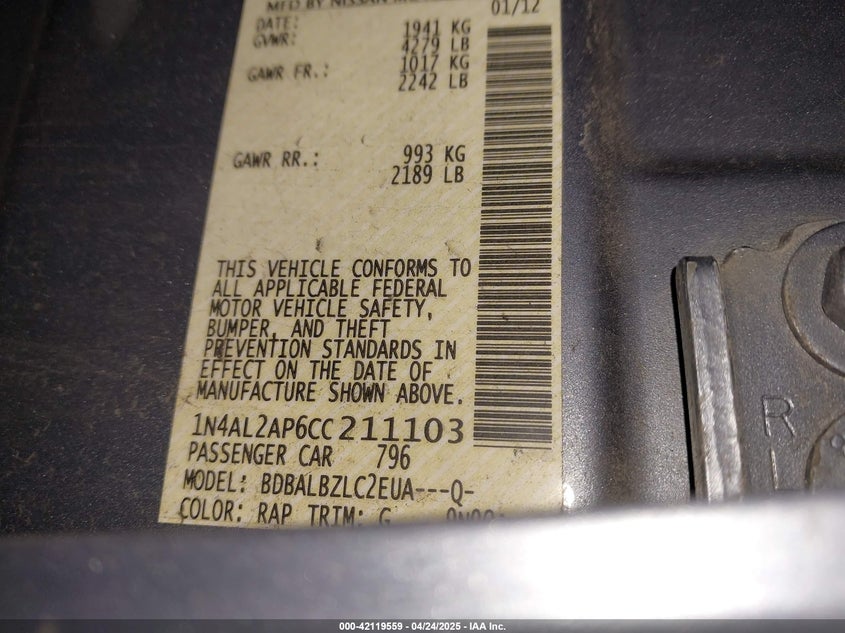 MFD BY NISSAN
DATE: 01/12
GVWR: 1941 KG
4279 LB
GAWR FR.: 1017 KG
2242 LB
GAWR RR.: 993 KG
2189 LB
THIS VEHICLE CONFORMS TO
ALL APPLICABLE FEDERAL
MOTOR VEHICLE SAFETY,
BUMPER, AND THEFT
PREVENTION STANDARDS IN
EFFECT ON THE DATE OF
MANUFACTURE SHOWN ABOVE.
1N4AL2AP6CC211103
PASSENGER CAR 796
MODEL: BDBALBZLC2EUA---Q-
COLOR: RAP TRIM: G
R
000-42119559 - 04/24/2025 - IAA Inc.